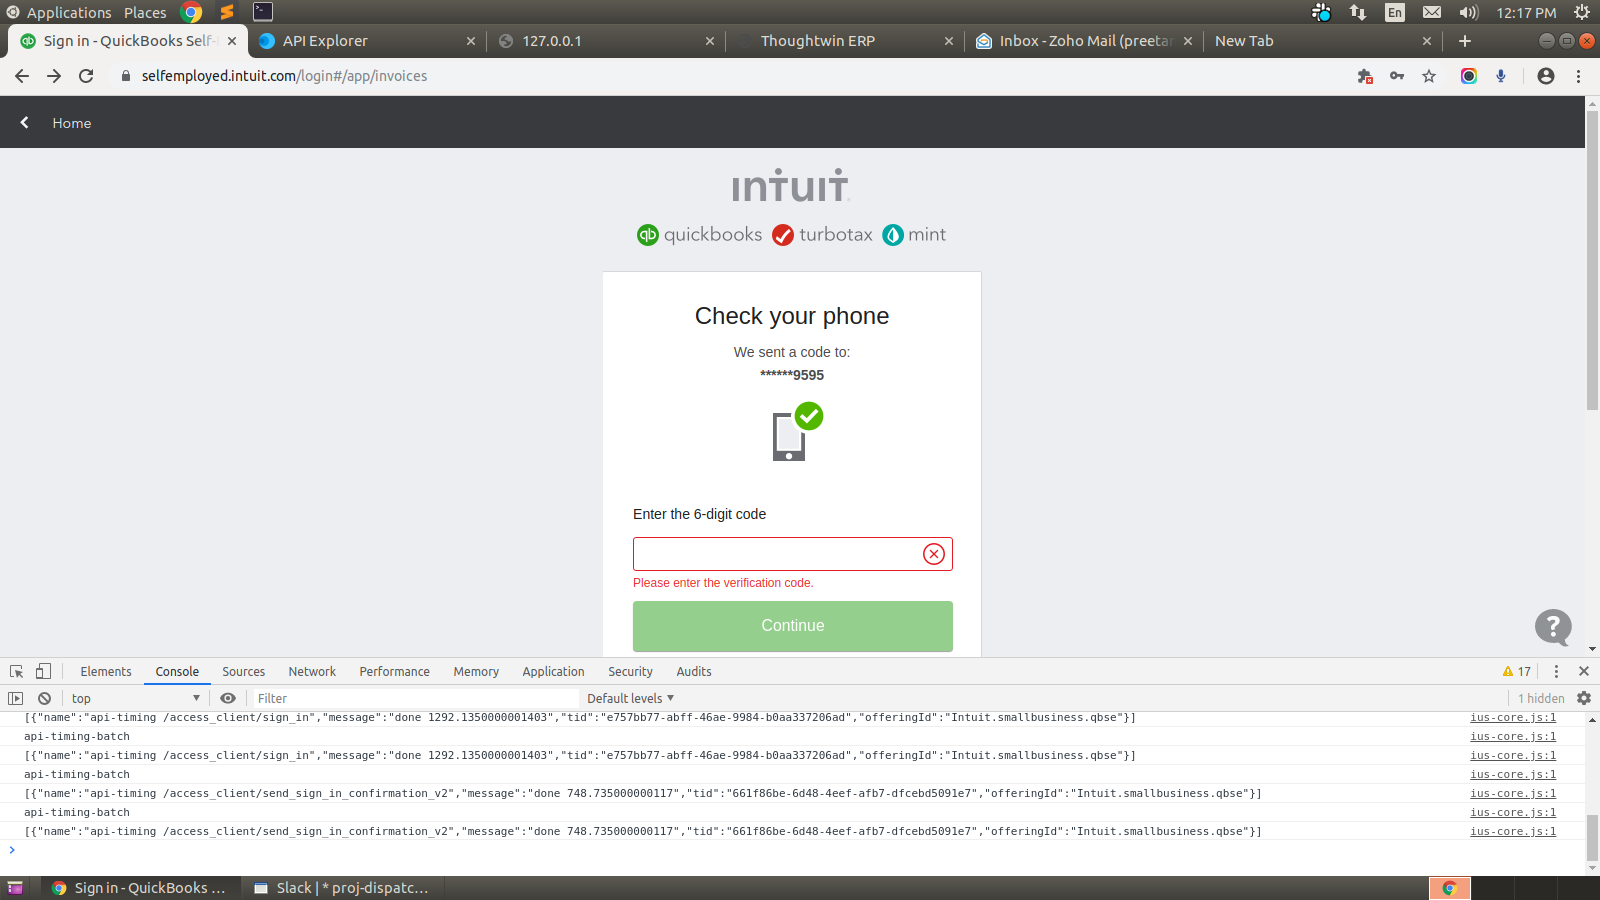 Applications Places En 12:17 PM
Sign in - QuickBooks Self- API Explorer 127.0.0.1 Thoughtwin ERP Inbox - Zoho Mail (preetam New Tab
selfemployed.intuit.com/login#/app/invoices
Home
intuit
qb quickbooks turbotax mint
Check your phone
We sent a code to:
******9595
Enter the 6-digit code
Please enter the verification code.
Continue
?
Elements Console Sources Network Performance Memory Application Security Audits 17
top Filter Default levels 1 hidden
[{"name":"api-timing /access_client/sign_in","message":"done 1292.1350000001403","tid":"e757bb77-abff-46ae-9984-b0aa337206ad","offeringId":"Intuit.smallbusiness.qbse"}] ius-core.js:1
api-timing-batch ius-core.js:1
[{"name":"api-timing /access_client/sign_in","message":"done 1292.1350000001403","tid":"e757bb77-abff-46ae-9984-b0aa337206ad","offeringId":"Intuit.smallbusiness.qbse"}] ius-core.js:1
api-timing-batch ius-core.js:1
[{"name":"api-timing /access_client/send_sign_in_confirmation_v2","message":"done 748.735000000117","tid":"661f86be-6d48-4eef-afb7-dfcebd5091e7","offeringId":"Intuit.smallbusiness.qbse"}] ius-core.js:1
api-timing-batch ius-core.js:1
[{"name":"api-timing /access_client/send_sign_in_confirmation_v2","message":"done 748.735000000117","tid":"661f86be-6d48-4eef-afb7-dfcebd5091e7","offeringId":"Intuit.smallbusiness.qbse"}] ius-core.js:1
>
Sign in - QuickBooks ... Slack | * proj-dispatc...